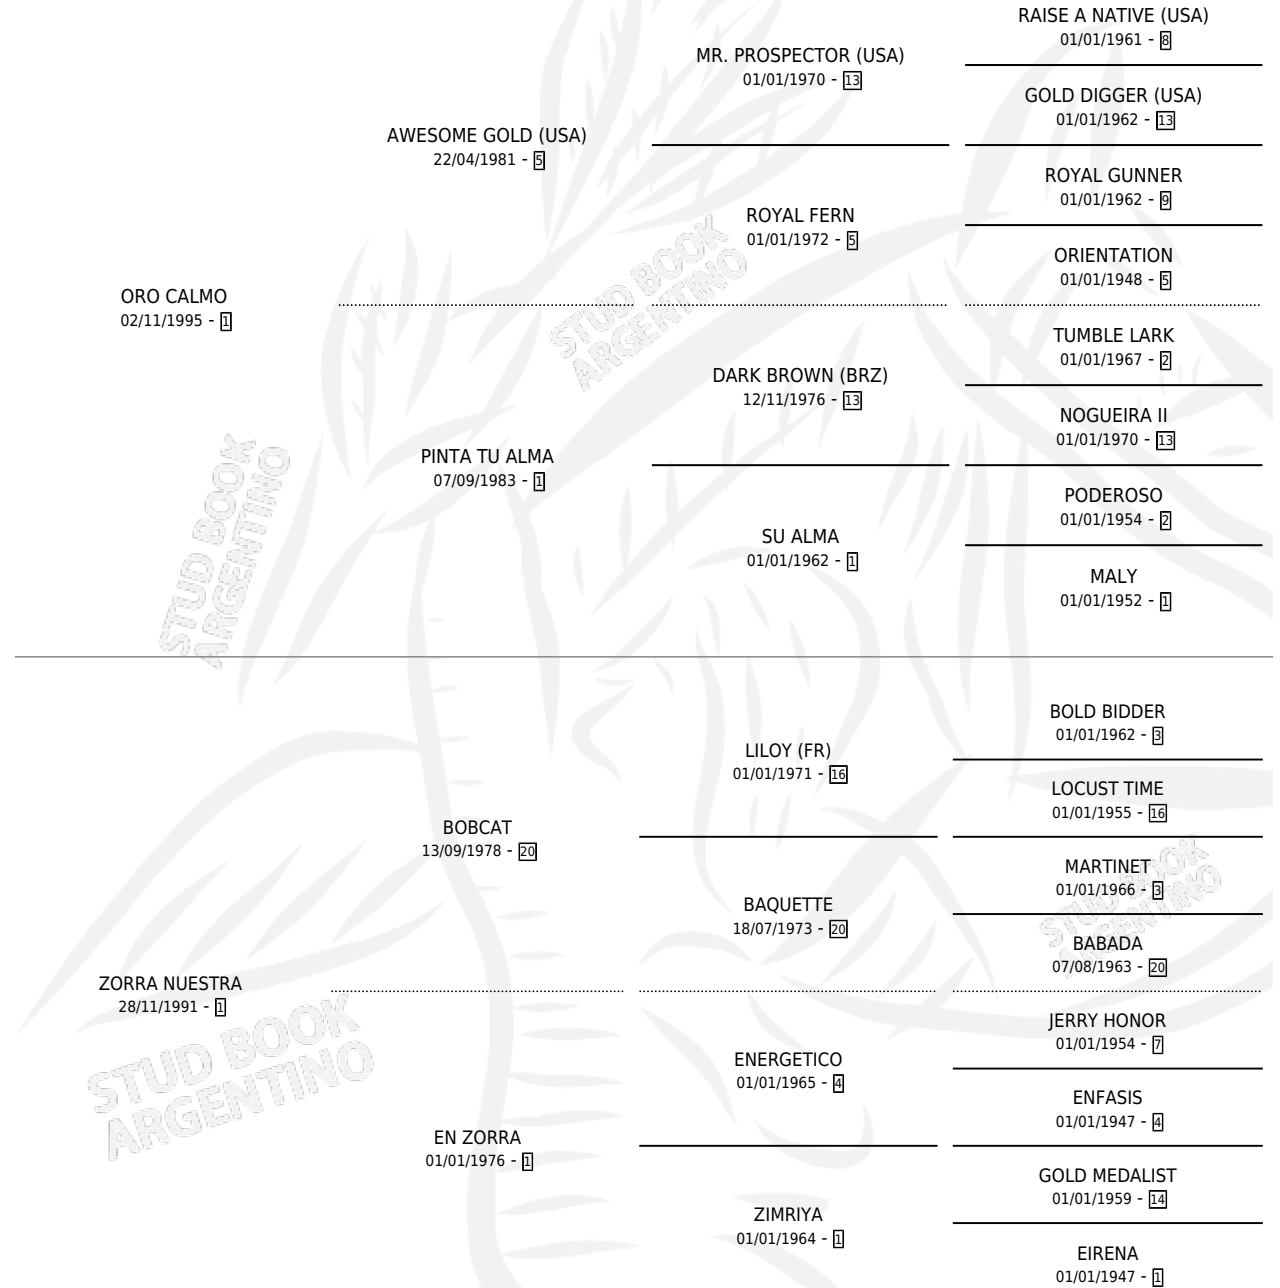 RAISE A NATIVE (USA)
01/01/1961 - 8
MR. PROSPECTOR (USA)
01/01/1970 - 13
GOLD DIGGER (USA)
01/01/1962 - 13
AWESOME GOLD (USA)
22/04/1981 - 5
ROYAL GUNNER
01/01/1962 - 9
ROYAL FERN
01/01/1972 - 5
ORIENTATION
01/01/1948 - 5
ORO CALMO
02/11/1995 - 1
TUMBLE LARK
01/01/1967 - 2
DARK BROWN (BRZ)
12/11/1976 - 13
NOGUEIRA II
01/01/1970 - 13
PINTA TU ALMA
07/09/1983 - 1
PODEROSO
01/01/1954 - 2
SU ALMA
01/01/1962 - 1
MALY
01/01/1952 - 1
BOLD BIDDER
01/01/1962 - 3
LILOY (FR)
01/01/1971 - 16
LOCUST TIME
01/01/1955 - 16
BOBCAT
13/09/1978 - 20
MARTINET
01/01/1966 - 3
BAQUETTE
18/07/1973 - 20
BABADA
07/08/1963 - 20
ZORRA NUESTRA
28/11/1991 - 1
JERRY HONOR
01/01/1954 - 7
ENERGETICO
01/01/1965 - 4
ENFASIS
01/01/1947 - 4
EN ZORRA
01/01/1976 - 1
GOLD MEDALIST
01/01/1959 - 14
ZIMRIYA
01/01/1964 - 1
EIRENA
01/01/1947 - 1
STUD BOOK
ARGENTINO
STUD BOOK
ARGENTINO
STUD BOOK
ARGENTINO
STUD BOOK
ARGENTINO